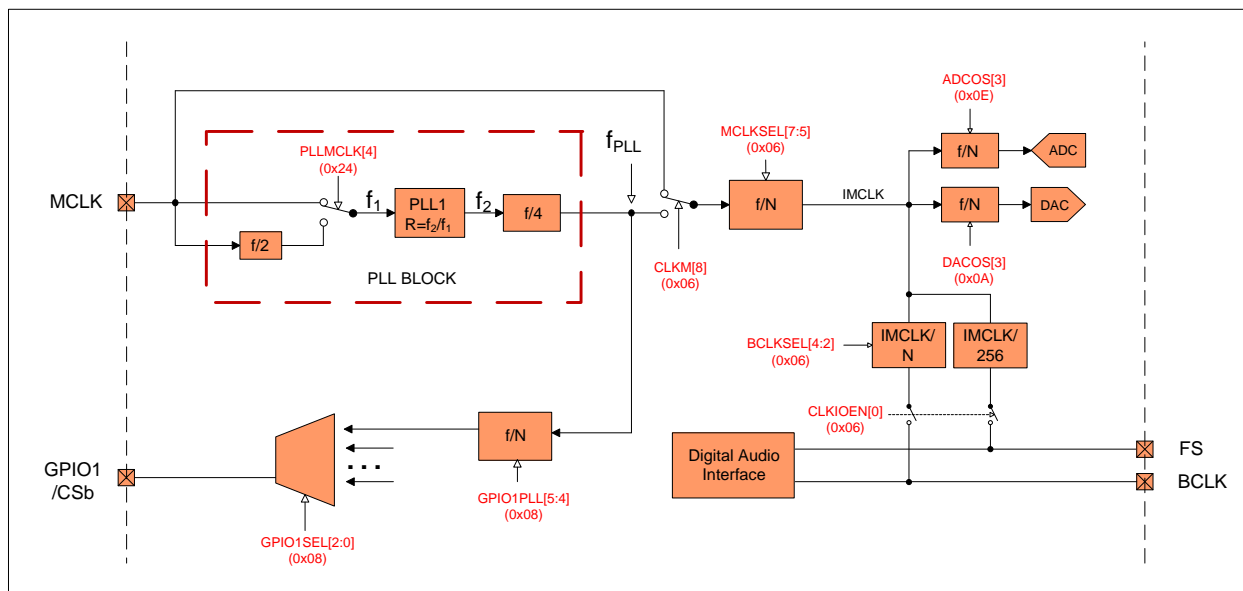 ADCOS[3]
(0x0E)
MCLKSEL[7:5]
(0x06)
fPLL
PLLMCLK[4]
(0x24)
f/N
ADC
MCLK
f1
PLL1
R=f2/f1
f2
f/4
f/N
IMCLK
f/N
DAC
f/2
PLL BLOCK
CLKM[8]
(0x06)
DACOS[3]
(0x0A)
BCLKSEL[4:2]
(0x06)
IMCLK/
N
IMCLK/
256
CLKIOEN[0]
(0x06)
GPIO1
/CSb
...
f/N
Digital Audio
Interface
FS
BCLK
GPIO1PLL[5:4]
(0x08)
GPIO1SEL[2:0]
(0x08)